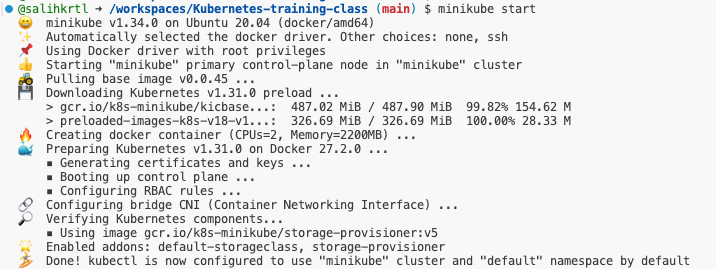 @salihkrtl → /workspaces/Kubernetes-training-class (main) $ minikube start
minikube v1.34.0 on Ubuntu 20.04 (docker/amd64)
Automatically selected the docker driver. Other choices: none, ssh
Using Docker driver with root privileges
Starting "minikube" primary control-plane node in "minikube" cluster
Pulling base image v0.0.45 ...
Downloading Kubernetes v1.31.0 preload ...
> gcr.io/k8s-minikube/kicbase...:  487.02 MiB / 487.90 MiB  99.82% 154.62 M
> preloaded-images-k8s-v18-v1...:  326.69 MiB / 326.69 MiB  100.00% 28.33 M
Creating docker container (CPUs=2, Memory=2200MB) ...
Preparing Kubernetes v1.31.0 on Docker 27.2.0 ...
▪ Generating certificates and keys ...
▪ Booting up control plane ...
▪ Configuring RBAC rules ...
Configuring bridge CNI (Container Networking Interface) ...
Verifying Kubernetes components...
▪ Using image gcr.io/k8s-minikube/storage-provisioner:v5
Enabled addons: default-storageclass, storage-provisioner
Done! kubectl is now configured to use "minikube" cluster and "default" namespace by default